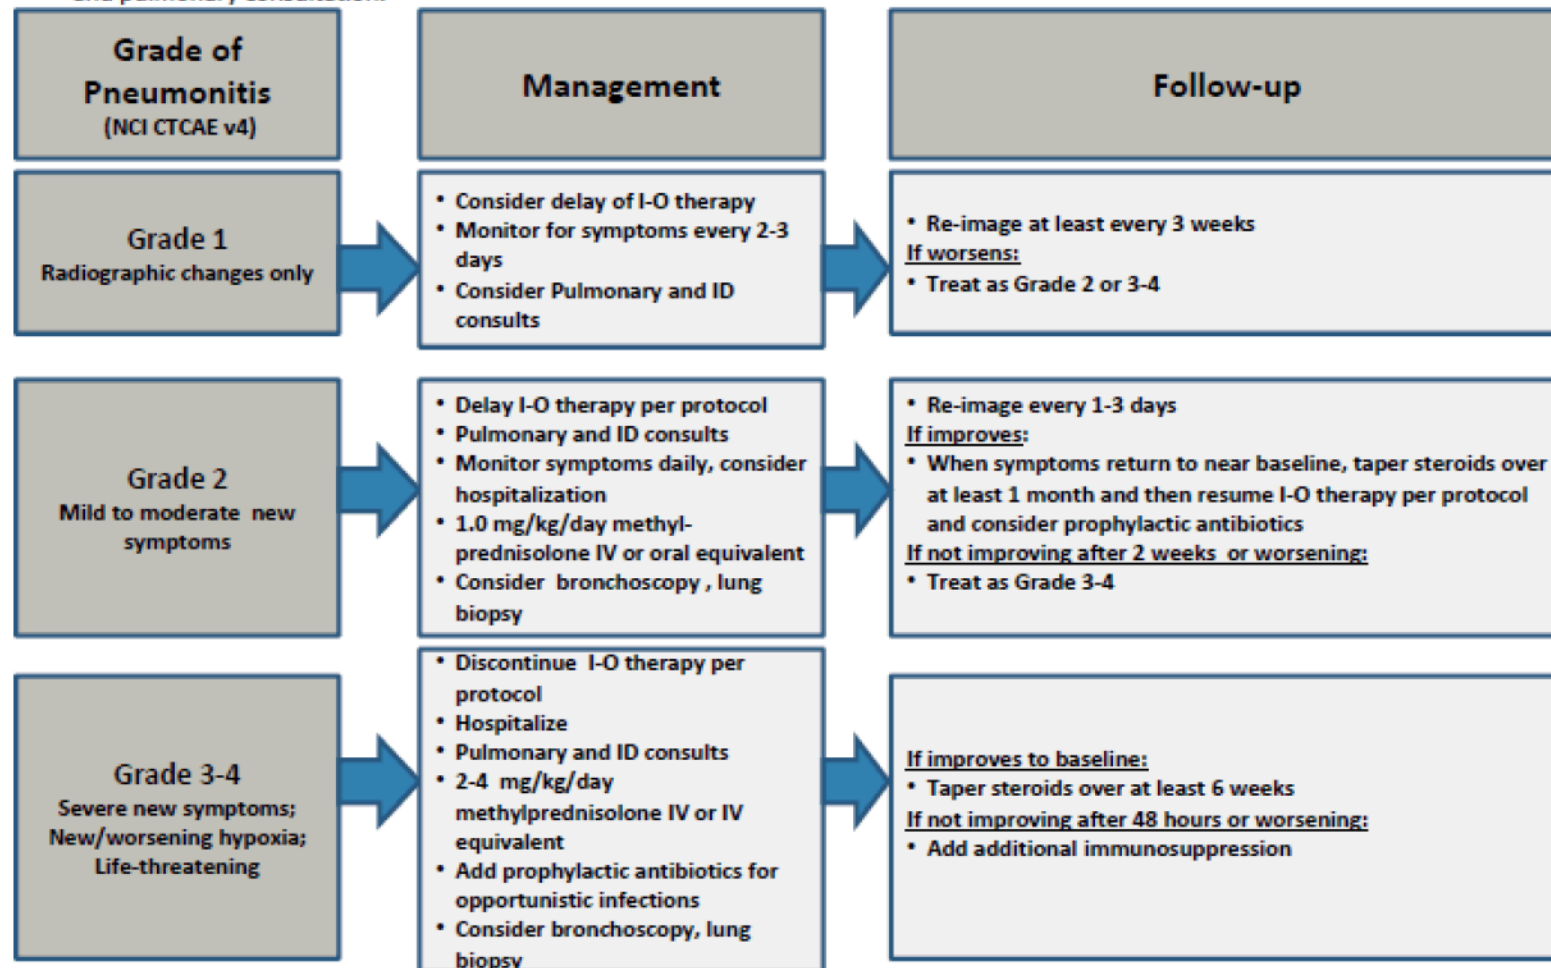 and pulmonary consultation.
Grade of
Pneumonitis
(NCI CTCAE v4)
Management
Follow-up
Grade 1
Radiographic changes only
• Consider delay of I-O therapy
• Monitor for symptoms every 2-3
days
• Consider Pulmonary and ID
consults
• Re-image at least every 3 weeks
If worsens:
• Treat as Grade 2 or 3-4
Grade 2
Mild to moderate new
symptoms
• Delay I-O therapy per protocol
• Pulmonary and ID consults
• Monitor symptoms daily, consider
hospitalization
• 1.0 mg/kg/day methyl-
prednisolone IV or oral equivalent
• Consider bronchoscopy , lung
biopsy
• Re-image every 1-3 days
If improves:
• When symptoms return to near baseline, taper steroids over
at least 1 month and then resume I-O therapy per protocol
and consider prophylactic antibiotics
If not improving after 2 weeks or worsening:
• Treat as Grade 3-4
Grade 3-4
Severe new symptoms;
New/worsening hypoxia;
Life-threatening
• Discontinue I-O therapy per
protocol
• Hospitalize
• Pulmonary and ID consults
• 2-4 mg/kg/day
methylprednisolone IV or IV
equivalent
• Add prophylactic antibiotics for
opportunistic infections
• Consider bronchoscopy, lung
biopsy
If improves to baseline:
• Taper steroids over at least 6 weeks
If not improving after 48 hours or worsening:
• Add additional immunosuppression